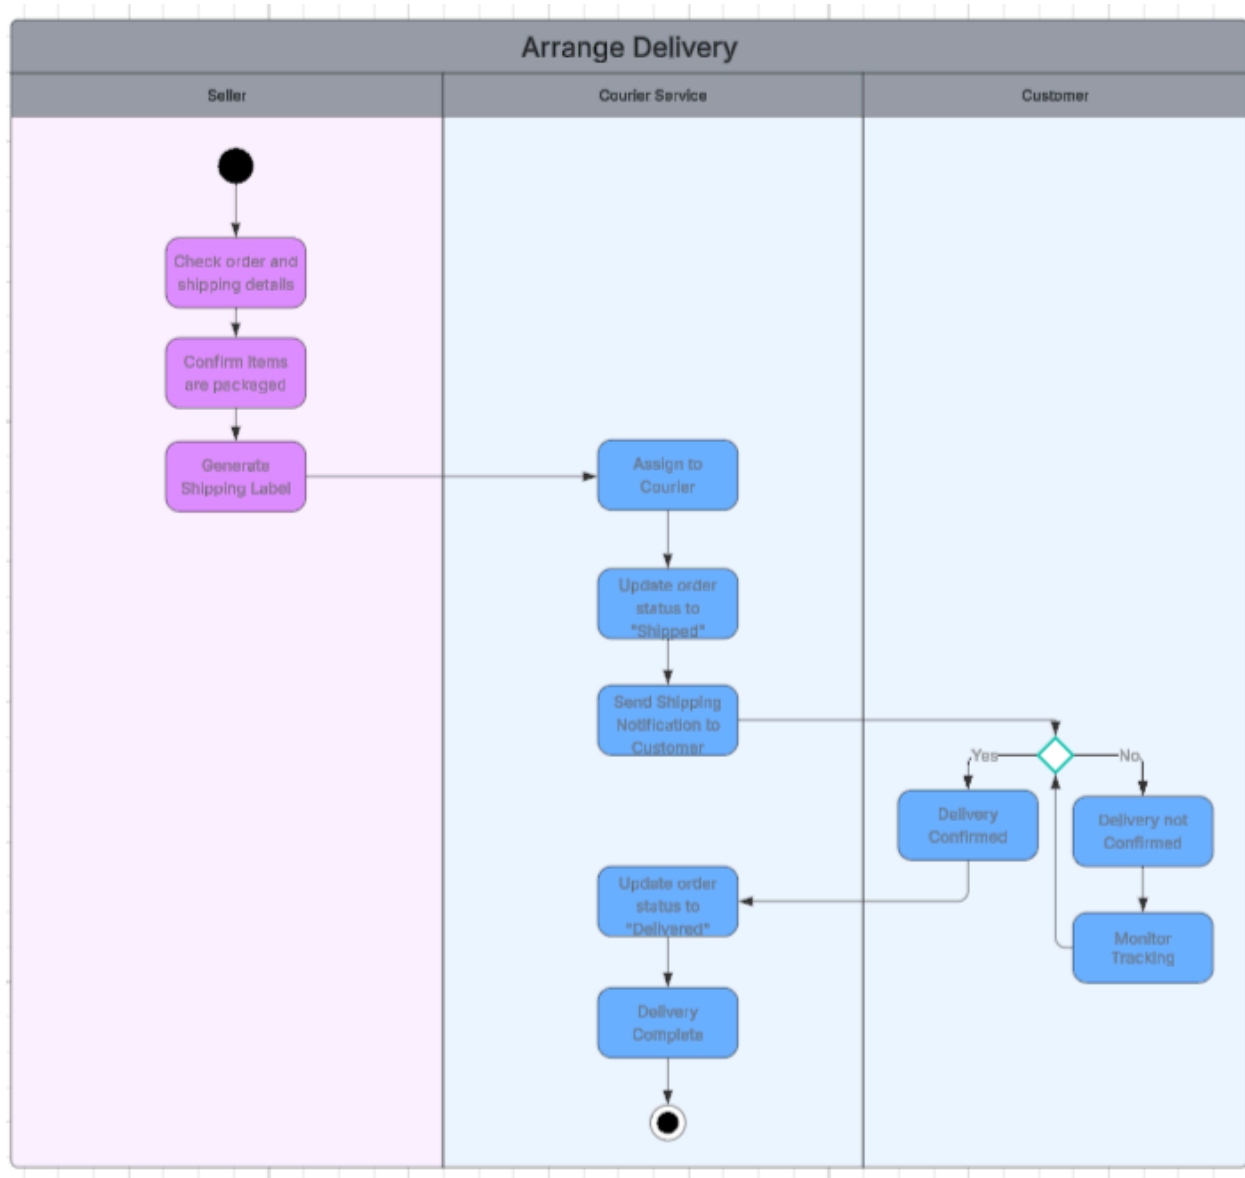 Arrange Delivery
Seller
Courier Service
Customer
Check order and
shipping details
Confirm Items
are packaged
Generate
Shipping Label
Assign to
Courier
Update order
status to
"Shipped"
Send Shipping
Notification to
Customer
Yes
No
Delivery
Confirmed
Delivery not
Confirmed
Update order
status to
"Delivered"
Monitor
Tracking
Delivery
Complete